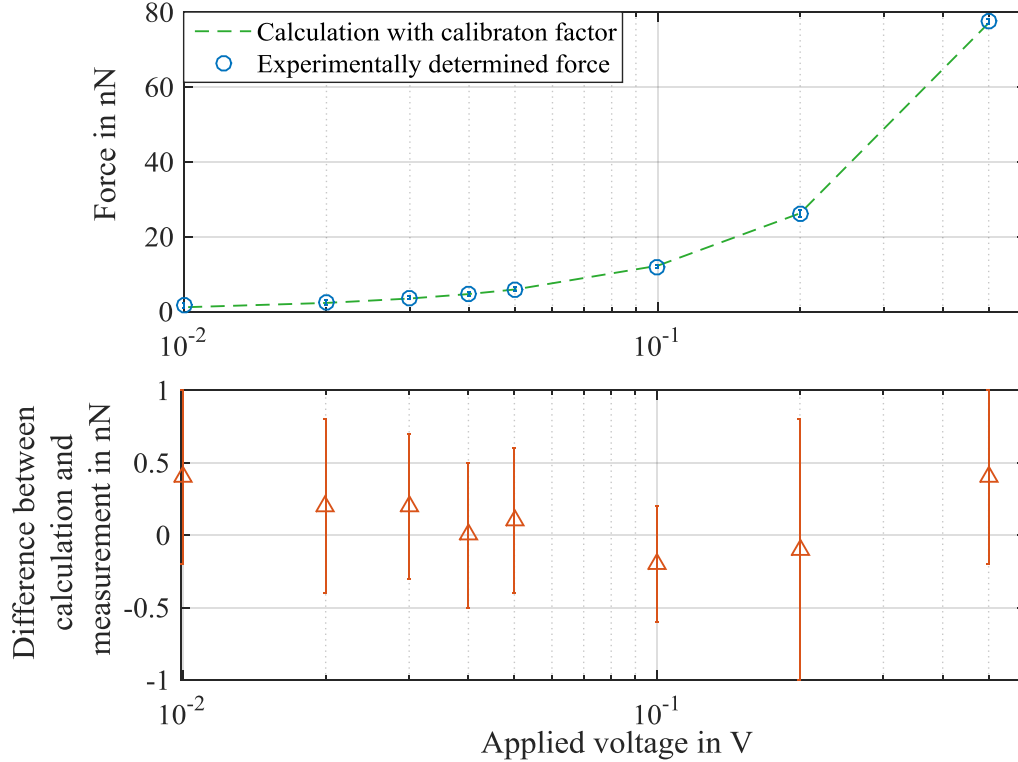 80
60
40
20
0
Force in nN
Calculation with calibraton factor
Experimentally determined force
10-2
10-1
1
0.5
0
-0.5
-1
Difference between
calculation and
measurement in nN
10-2
10-1
Applied voltage in V